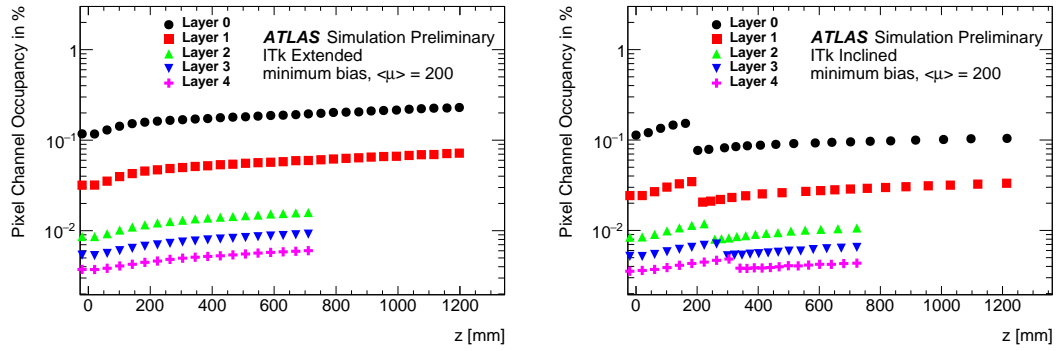 Pixel Channel Occupancy in %
1
10⁻¹
10⁻²
Layer 0
Layer 1
Layer 2
Layer 3
Layer 4
ATLAS Simulation Preliminary
ITk Extended
minimum bias, <μ> = 200
0 200 400 600 800 1000 1200
z [mm]
Pixel Channel Occupancy in %
1
10⁻¹
10⁻²
Layer 0
Layer 1
Layer 2
Layer 3
Layer 4
ATLAS Simulation Preliminary
ITk Inclined
minimum bias, <μ> = 200
0 200 400 600 800 1000 1200
z [mm]